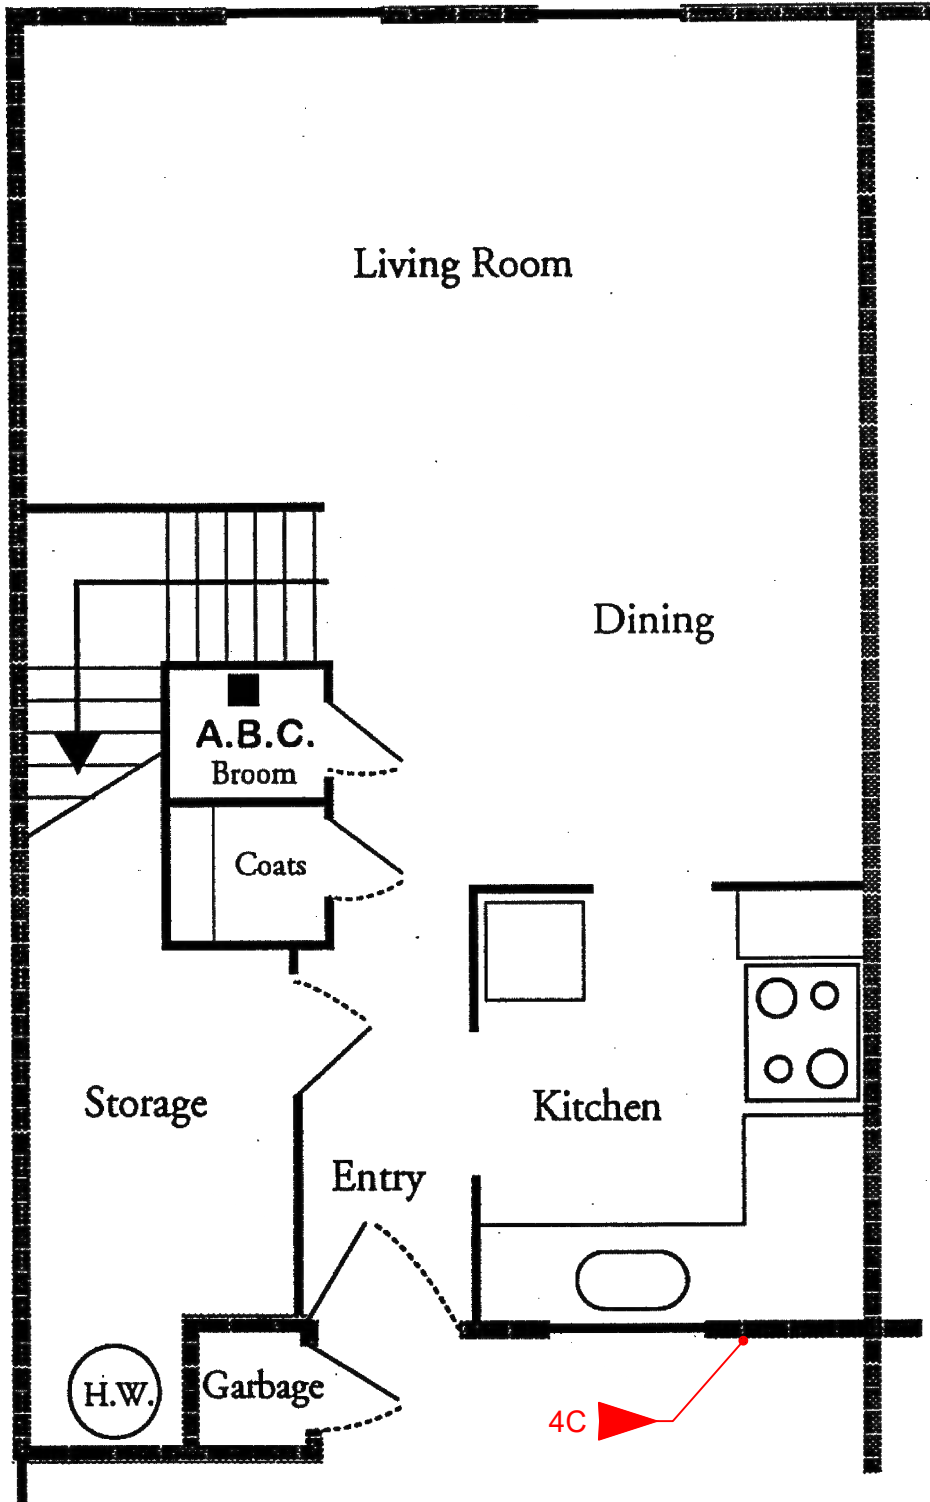 Living Room
Dining
A.B.C.
Broom
Coats
Storage
Kitchen
Entry
H.W.
Garbage
4C